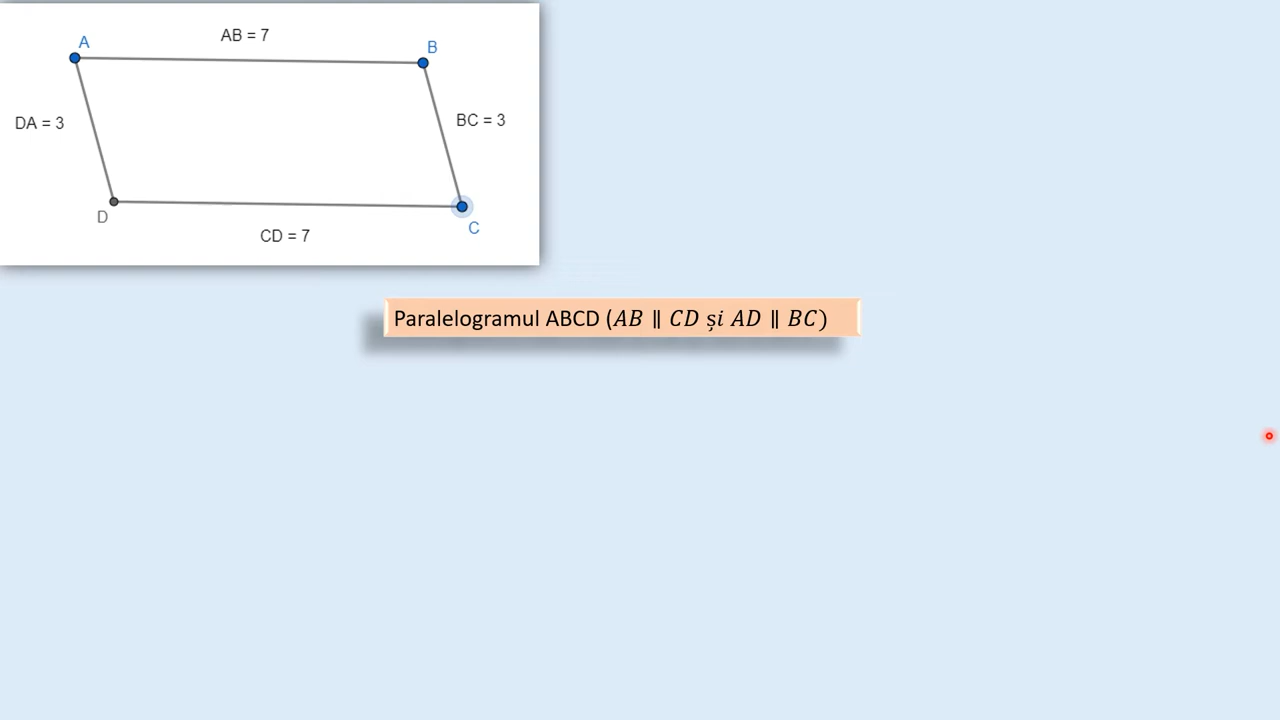 AB = 7
A
B
DA = 3
BC = 3
D
C
CD = 7
Paralelogramul ABCD (AB ∥ CD și AD ∥ BC)